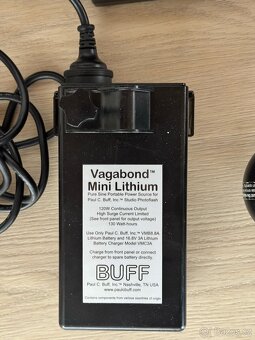 Vagabond™
Mini Lithium
Pure Sine Portable Power Source for
Paul C. Buff, Inc.™ Studio Photoflash
120W Continuous Output
High Surge Current Limited
(See front panel for output voltage)
130 Watt-hours
Use Only Paul C. Buff, Inc.™ VMB8.8A
Lithium Battery and 16.8V 3A Lithium
Battery Charger Model VMC3A
Charge from front panel or connect
charger to spare battery directly.
BUFF
Paul C. Buff, Inc.™ Nashville, TN USA
www.paulcbuff.com
Contains components from various countries of origin